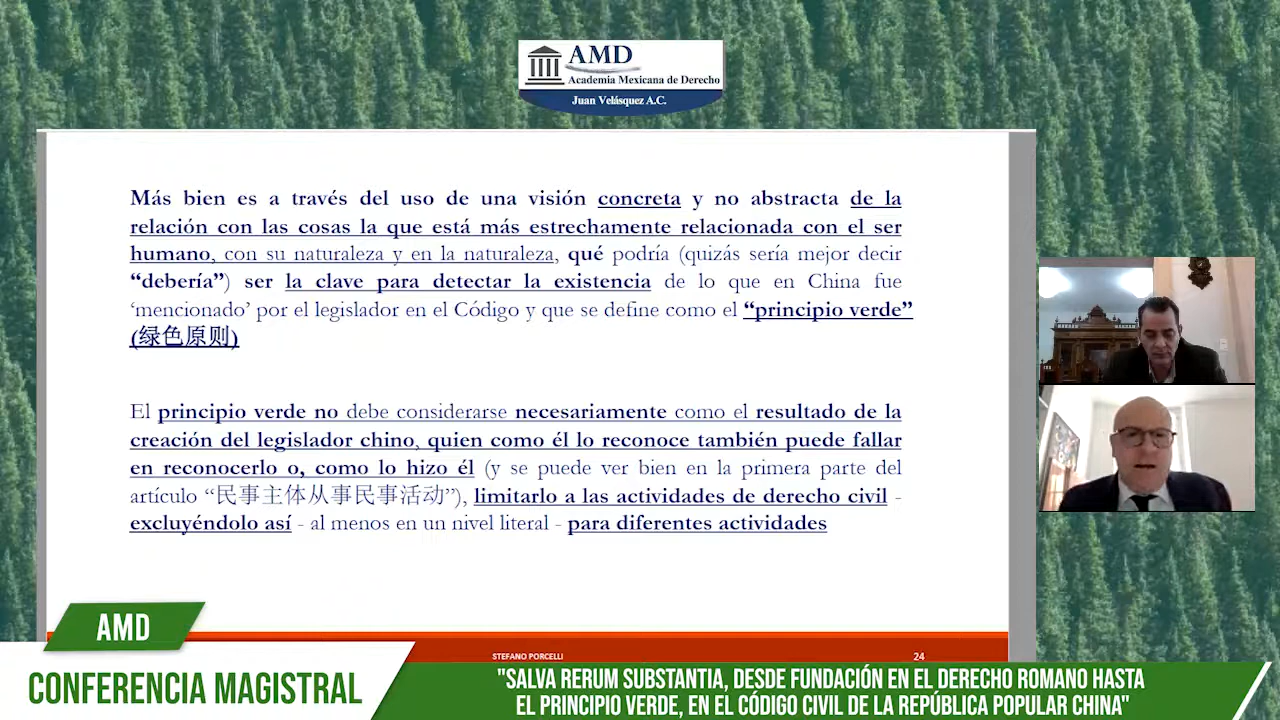 AMD
Academia Mexicana de Derecho
Juan Velásquez A.C.
Más bien es a través del uso de una visión concreta y no abstracta de la
relación con las cosas la que está más estrechamente relacionada con el ser
humano, con su naturaleza y en la naturaleza, qué podría (quizás sería mejor decir
“debería”) ser la clave para detectar la existencia de lo que en China fue
‘mencionado’ por el legislador en el Código y que se define como el “principio verde”
(绿色原则)
El principio verde no debe considerarse necesariamente como el resultado de la
creación del legislador chino, quien como él lo reconoce también puede fallar
en reconocerlo o, como lo hizo él (y se puede ver bien en la primera parte del
artículo “民事主体从事民事活动”), limitarlo a las actividades de derecho civil -
excluyéndolo así - al menos en un nivel literal - para diferentes actividades
STEFANO PORCELLI
24
AMD
CONFERENCIA MAGISTRAL
"SALVA RERUM SUBSTANTIA, DESDE FUNDACIÓN EN EL DERECHO ROMANO HASTA
EL PRINCIPIO VERDE, EN EL CÓDIGO CIVIL DE LA REPÚBLICA POPULAR CHINA"